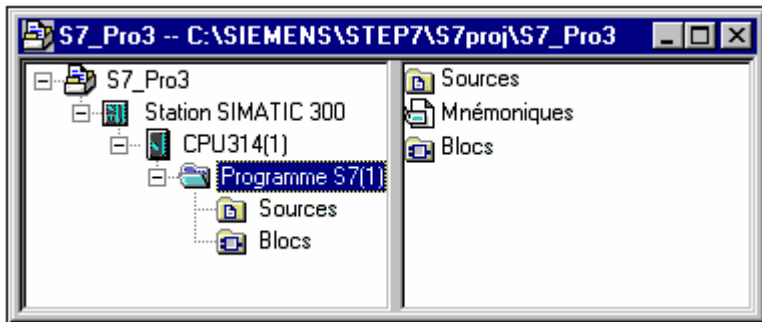 S7_Pro3 -- C:\SIEMENS\STEP7\S7proj\S7_Pro3
S7_Pro3
Station SIMATIC 300
CPU314(1)
Programme S7(1)
Sources
Blocs
Sources
Mnémoniques
Blocs